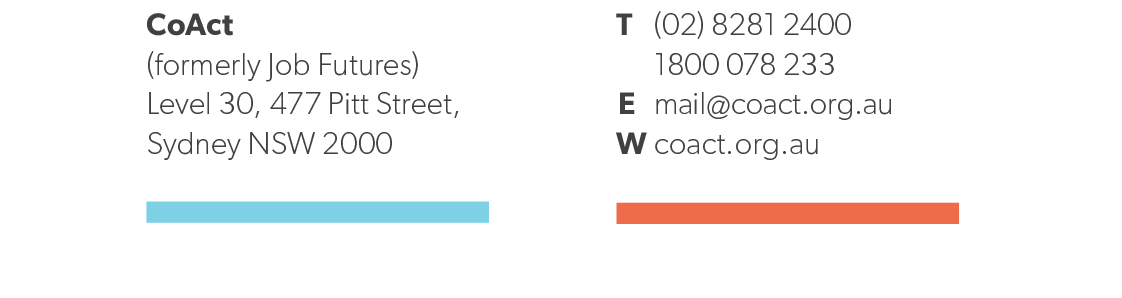 CoAct
(formerly Job Futures)
Level 30, 477 Pitt Street,
Sydney NSW 2000
T (02) 8281 2400
1800 078 233
E mail@coact.org.au
W coact.org.au